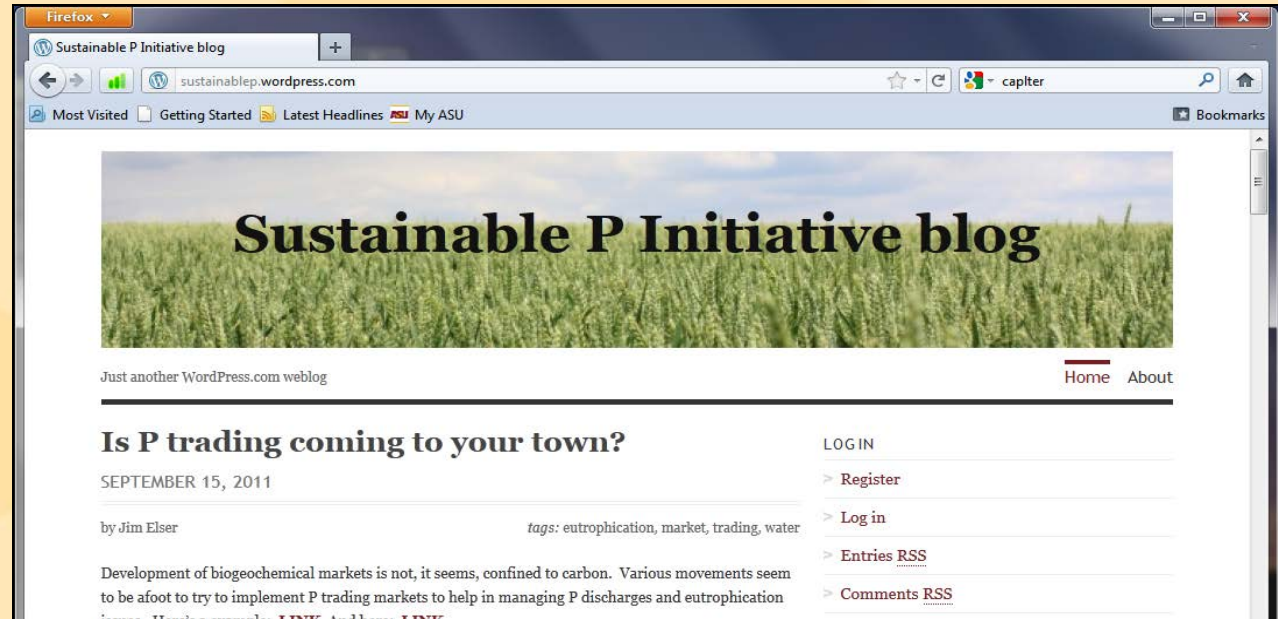 Firefox
Sustainable P Initiative blog
sustainablep.wordpress.com
caplter
Most Visited Getting Started Latest Headlines ASU My ASU Bookmarks
Sustainable P Initiative blog
Just another WordPress.com weblog
Home About
Is P trading coming to your town?
SEPTEMBER 15, 2011
by Jim Elser
tags: eutrophication, market, trading, water
Development of biogeochemical markets is not, it seems, confined to carbon. Various movements seem
to be afoot to try to implement P trading markets to help in managing P discharges and eutrophication
LOG IN
> Register
> Log in
> Entries RSS
> Comments RSS